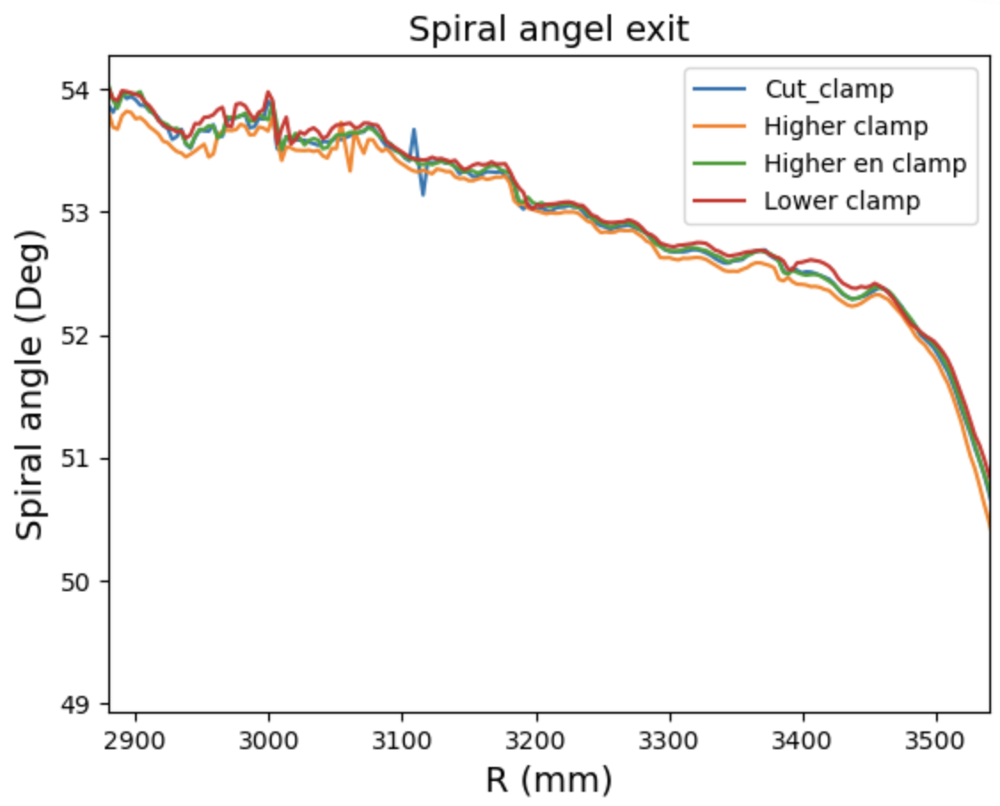 Spiral angel exit
54
53
52
51
50
49
Spiral angle (Deg)
Cut_clamp
Higher clamp
Higher en clamp
Lower clamp
2900 3000 3100 3200 3300 3400 3500
R (mm)